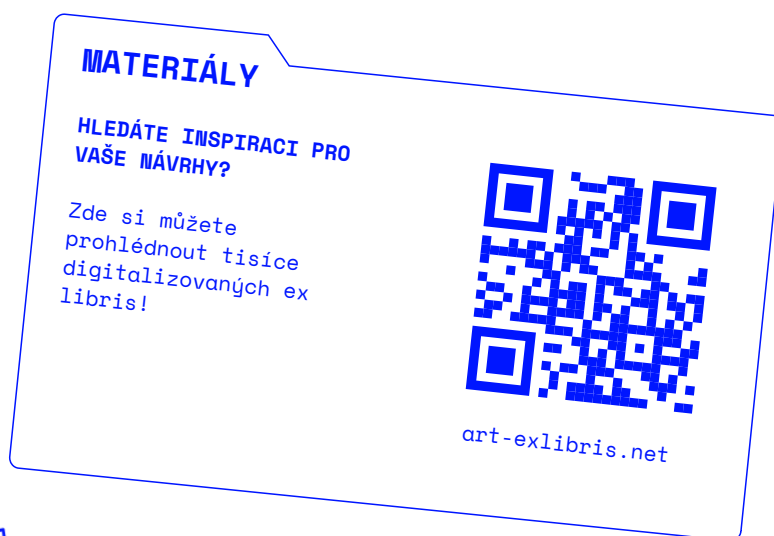 MATERIÁLY
HLEDÁTE INSPIRACI PRO
VAŠE NÁVRHY?
Zde si můžete
prohlédnout tisíce
digitalizovaných ex
libris!
art-exlibris.net